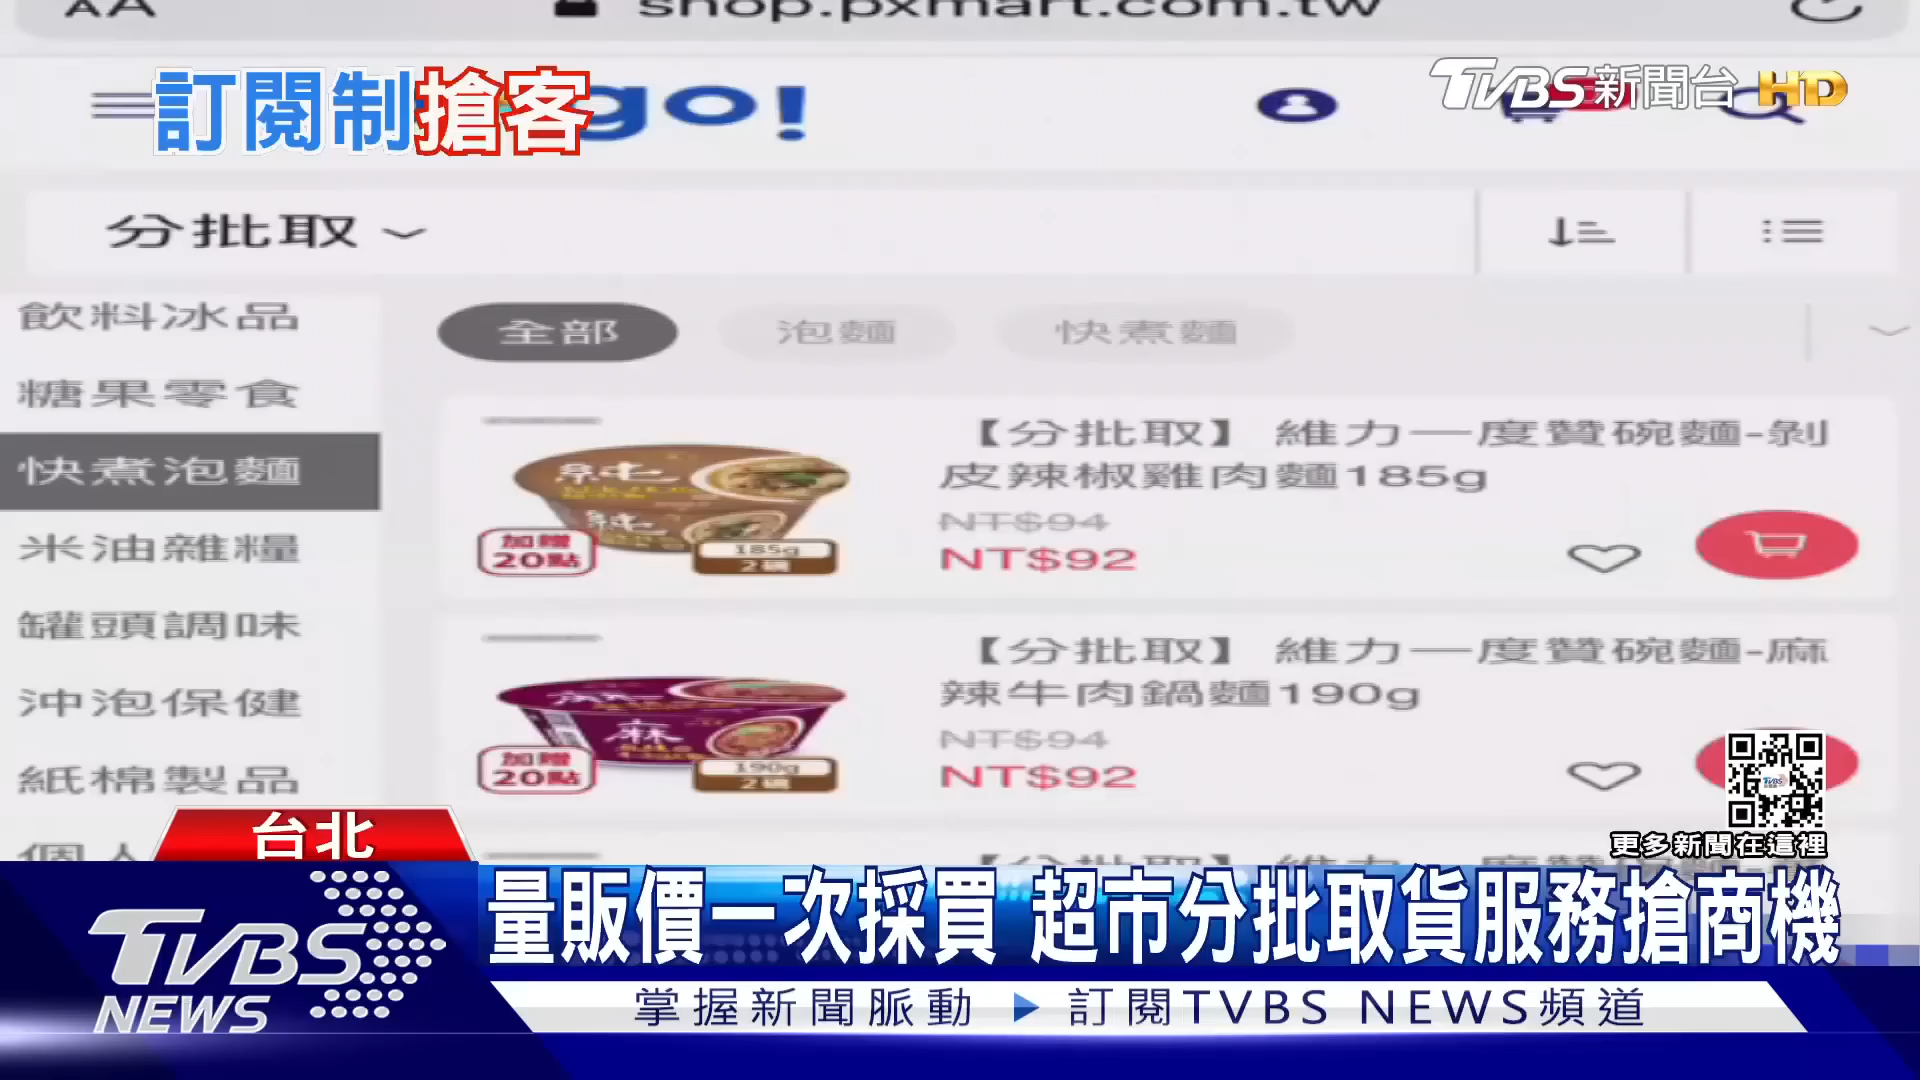 AA
shop.pxmart.com.tw
訂閱制搶客
go!
TVBS新聞台 HD
分批取
飲料冰品
糖果零食
快煮泡麵
米油雜糧
罐頭調味
沖泡保健
紙棉製品
個人
全部
泡麵
快煮麵
【分批取】維力一度贊碗麵-剝
皮辣椒雞肉麵185g
NT$94
NT$92
加贈
20點
185g
2碗
【分批取】維力一度贊碗麵-麻
辣牛肉鍋麵190g
NT$94
NT$92
麻
加贈
20點
190g
2碗
TVBS
更多新聞在這裡
台北
量販價一次採買 超市分批取貨服務搶商機
TVBS
NEWS
掌握新聞脈動 ▶ 訂閱TVBS NEWS頻道